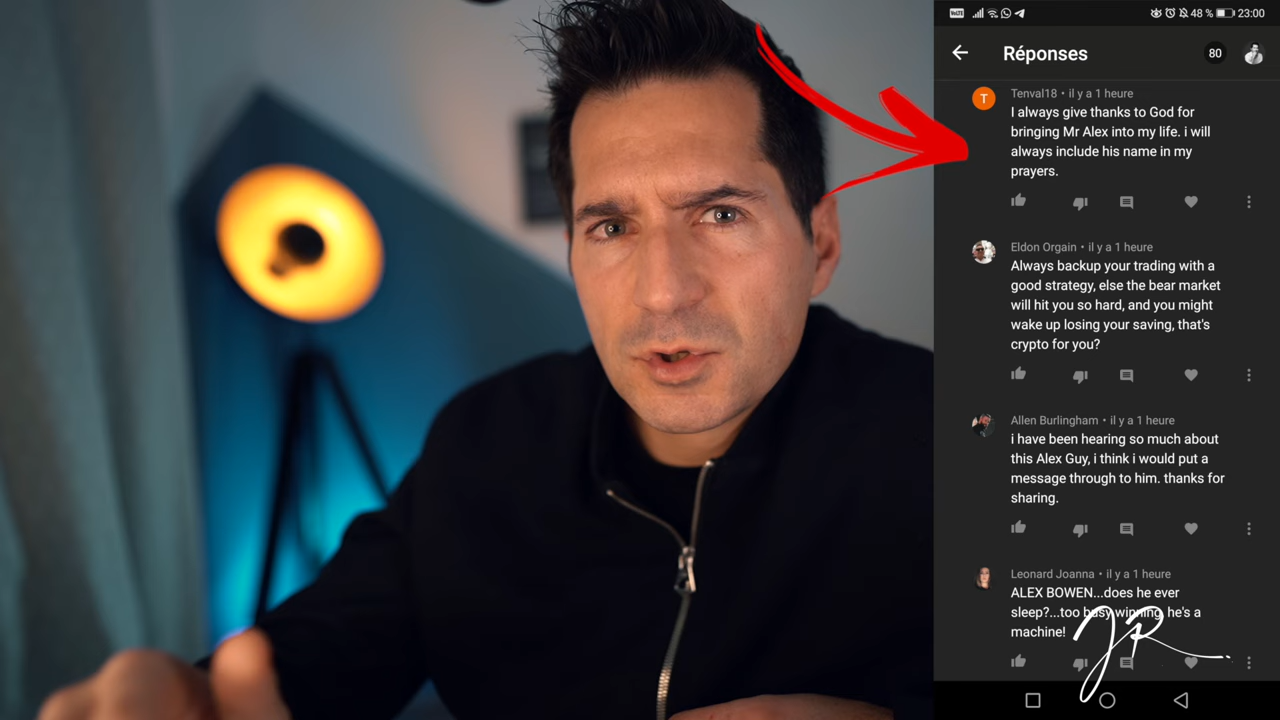 VoLTE
48 % 23:00
Réponses
80
T
Tenval18 • il y a 1 heure
I always give thanks to God for
bringing Mr Alex into my life. i will
always include his name in my
prayers.
Eldon Orgain • il y a 1 heure
Always backup your trading with a
good strategy, else the bear market
will hit you so hard, and you might
wake up losing your saving, that's
crypto for you?
Allen Burlingham • il y a 1 heure
i have been hearing so much about
this Alex Guy, i think i would put a
message through to him. thanks for
sharing.
Leonard Joanna • il y a 1 heure
ALEX BOWEN...does he ever
sleep?...too busy winning, he's a
machine!
JR